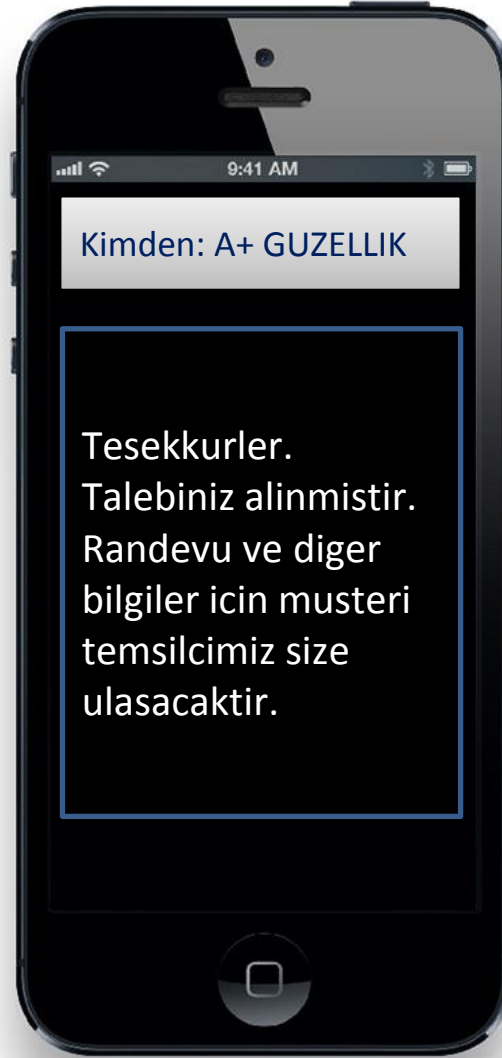 9:41 AM
Kimden: A+ GUZELLIK
Tesekkurler.
Talebiniz alinmistir.
Randevu ve diger
bilgiler icin musteri
temsilcimiz size
ulasacaktir.